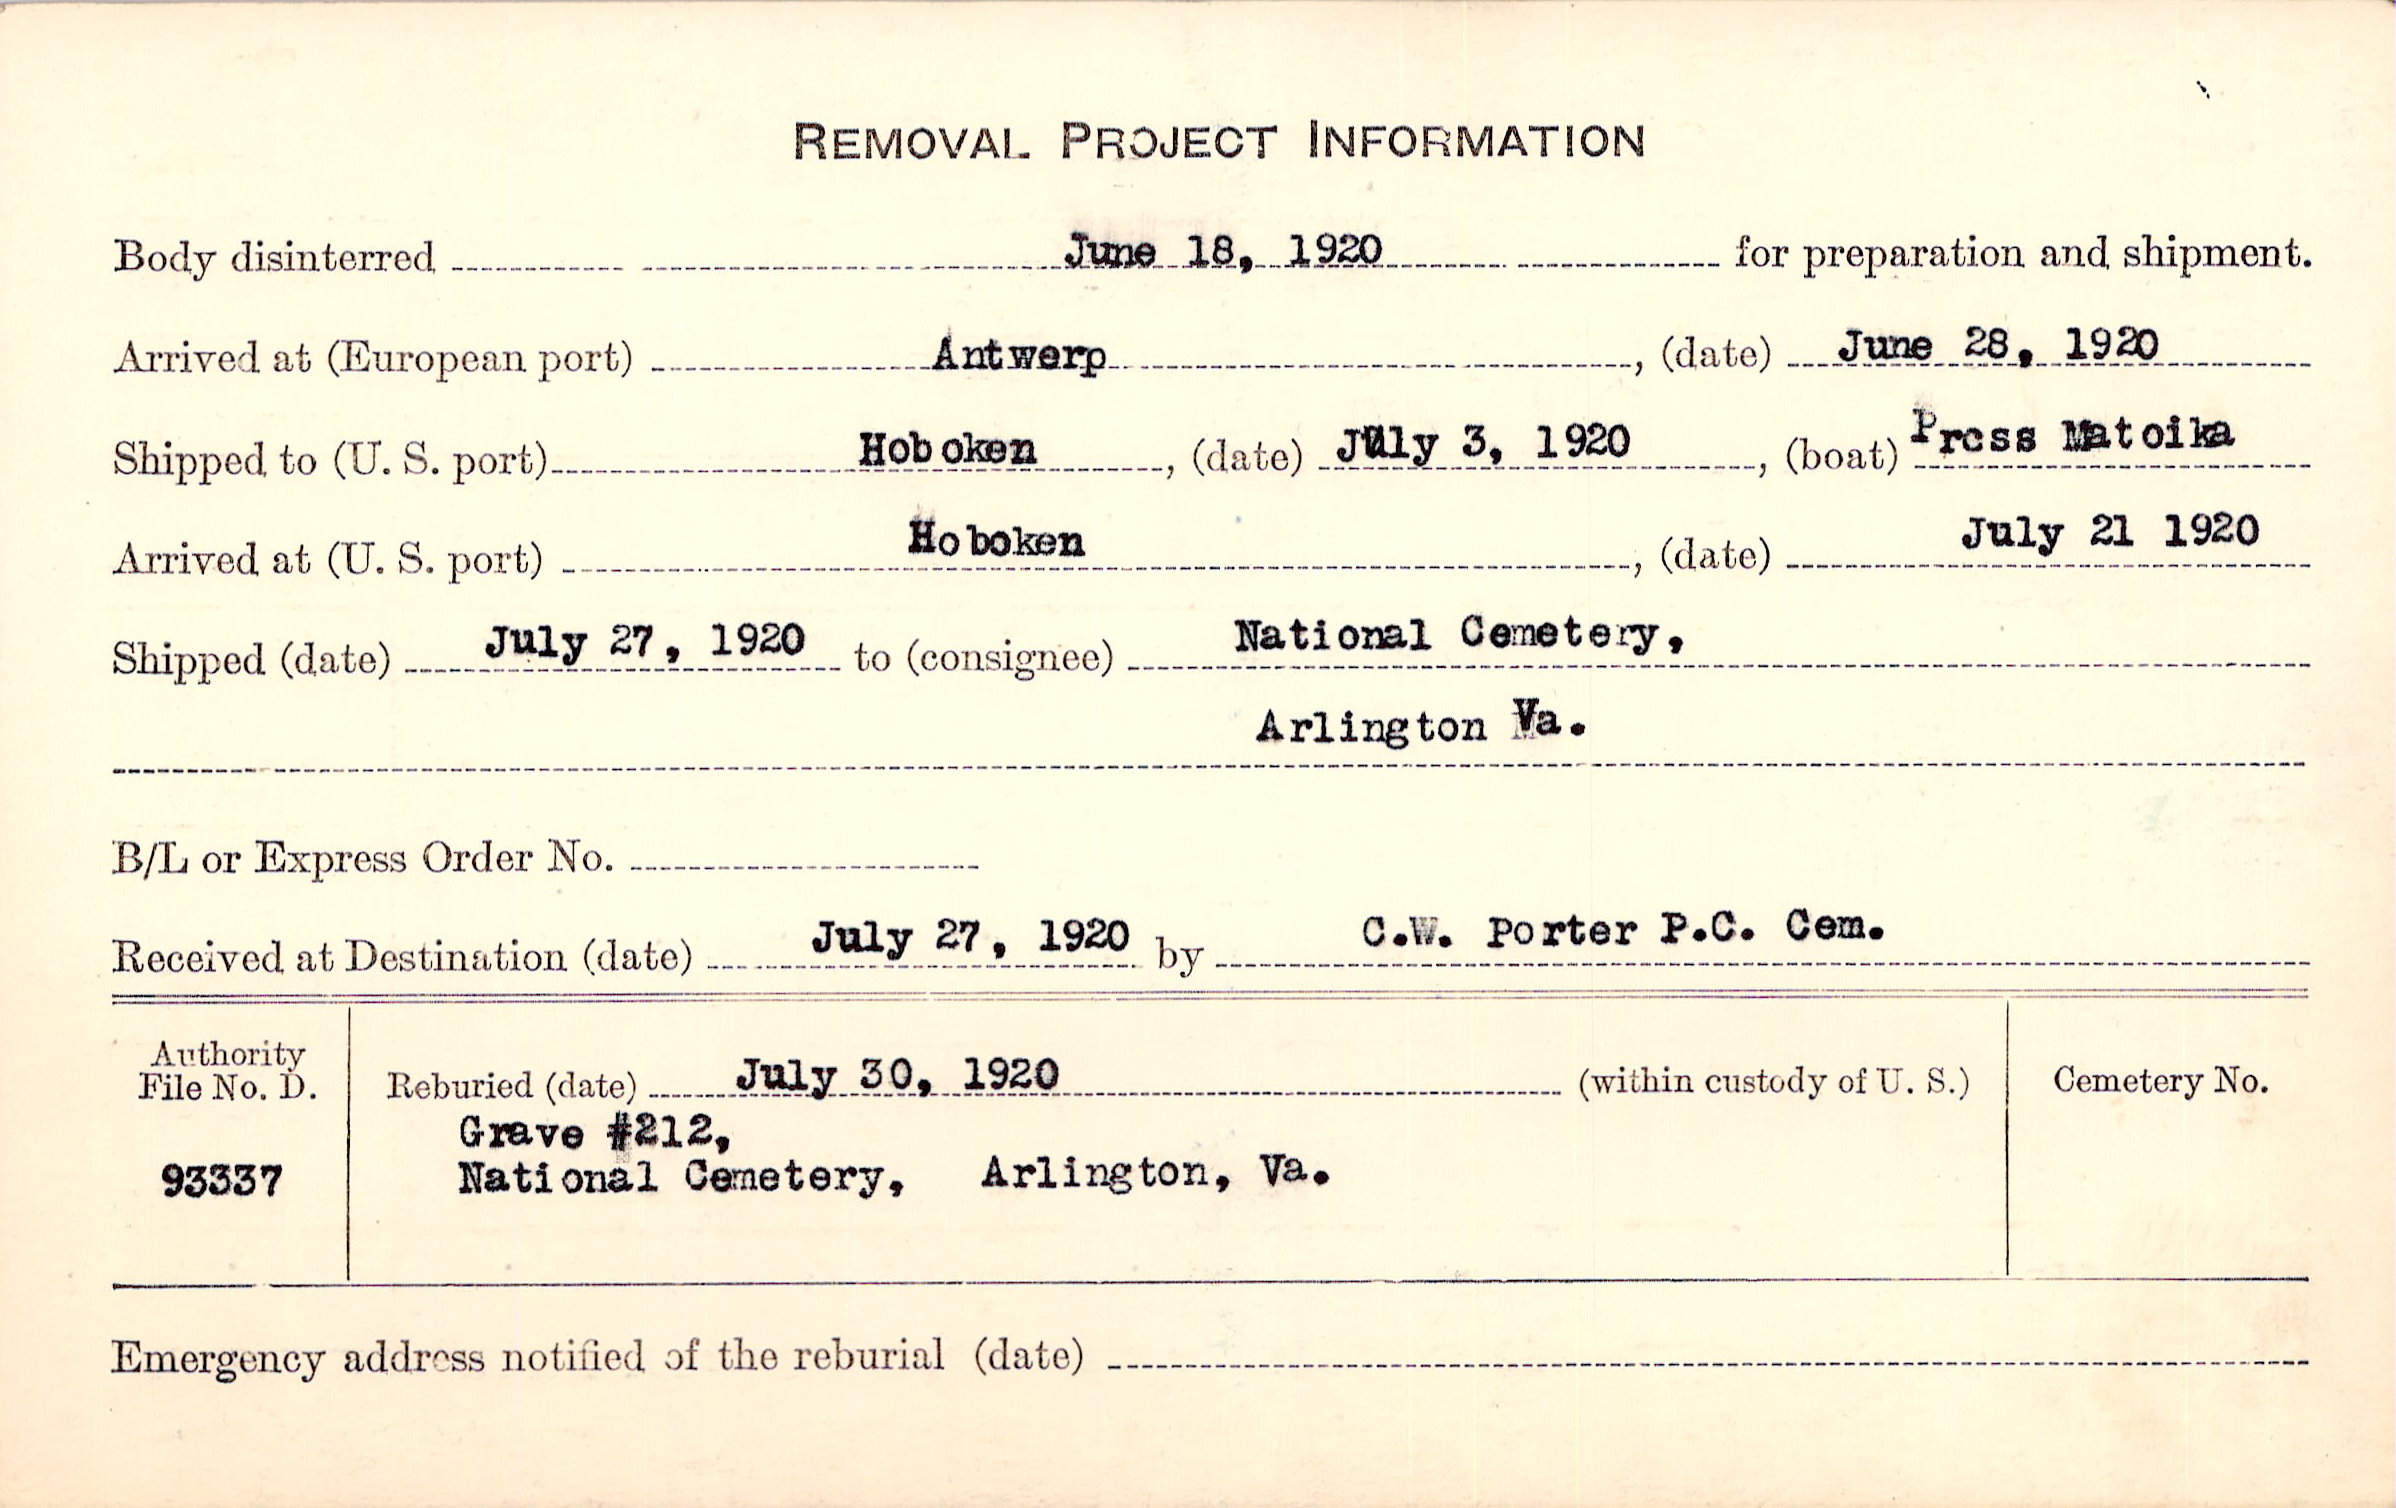 REMOVAL PROJECT INFORMATION
Body disinterred June 18, 1920 for preparation and shipment.
Arrived at (European port) Antwerp, (date) June 28, 1920
Shipped to (U. S. port) Hoboken, (date) July 3, 1920, (boat) Prcss Matoika
Arrived at (U. S. port) Hoboken, (date) July 21 1920
Shipped (date) July 27, 1920 to (consignee) National Cemetery,
Arlington Va.
B/L or Express Order No.
Received at Destination (date) July 27, 1920 by C.W. Porter P.C. Cem.
Authority
File No. D.
93337
Reburied (date) July 30, 1920 (within custody of U. S.)
Grave #212,
National Cemetery, Arlington, Va.
Cemetery No.
Emergency address notified of the reburial (date)